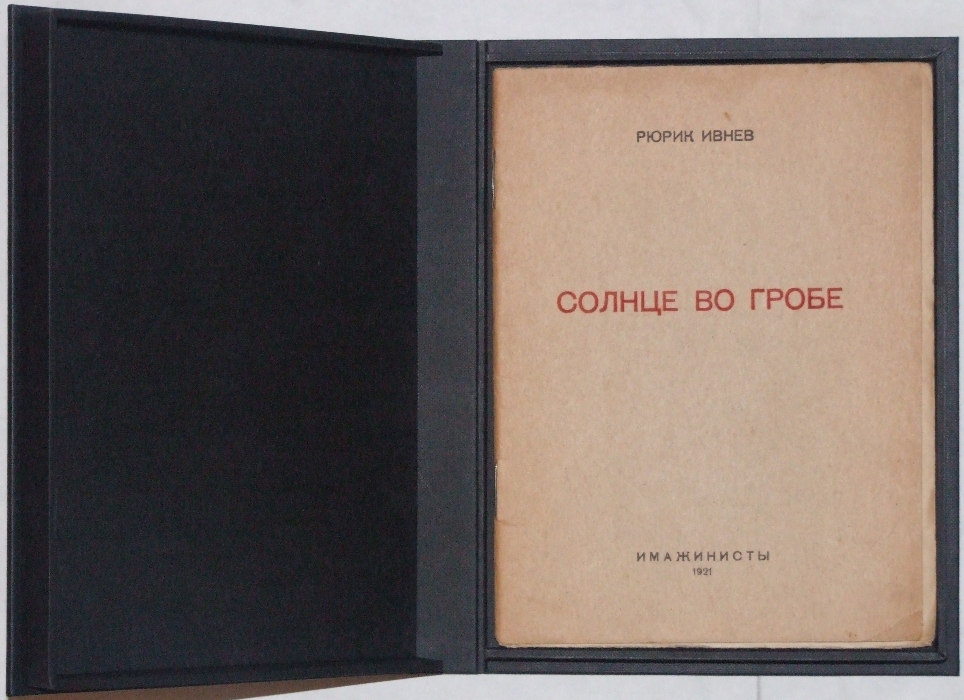 РЮРИК ИВНЕВ
СОЛНЦЕ ВО ГРОБЕ
ИМАЖИНИСТЫ
1921